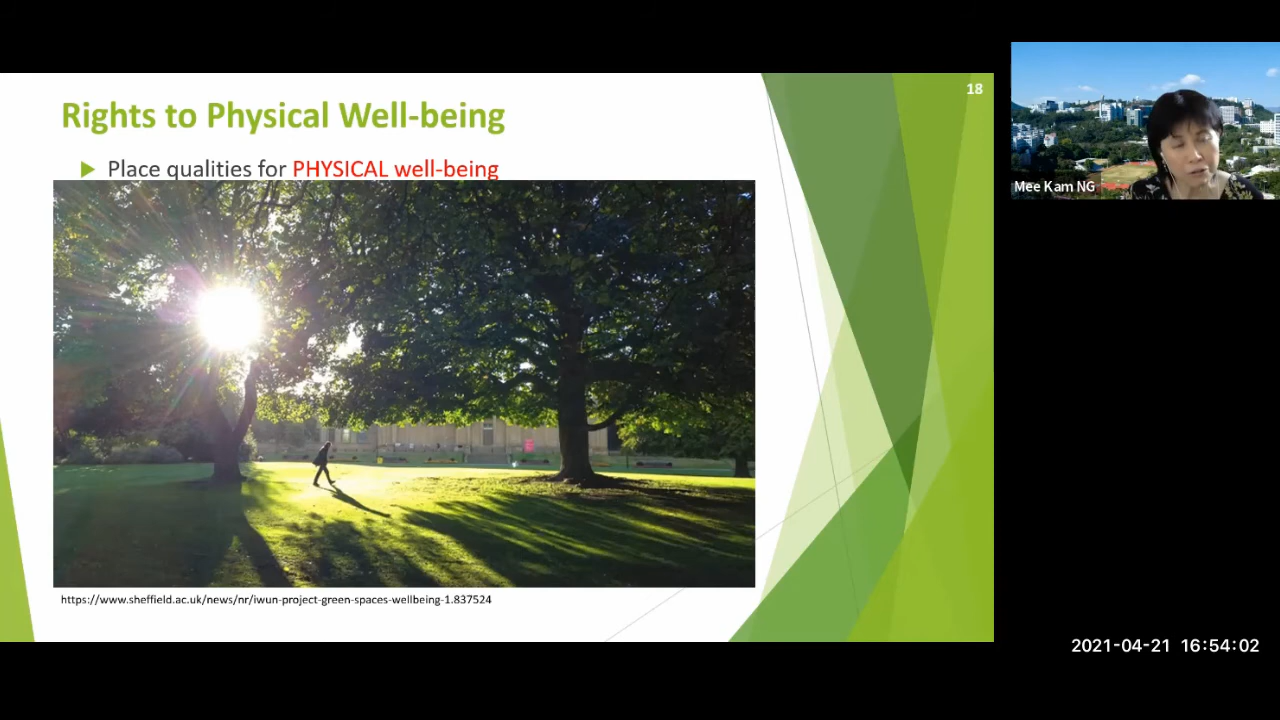 18
Rights to Physical Well-being
Place qualities for PHYSICAL well-being
https://www.sheffield.ac.uk/news/nr/iwun-project-green-spaces-wellbeing-1.837524
Mee Kam NG
2021-04-21 16:54:02